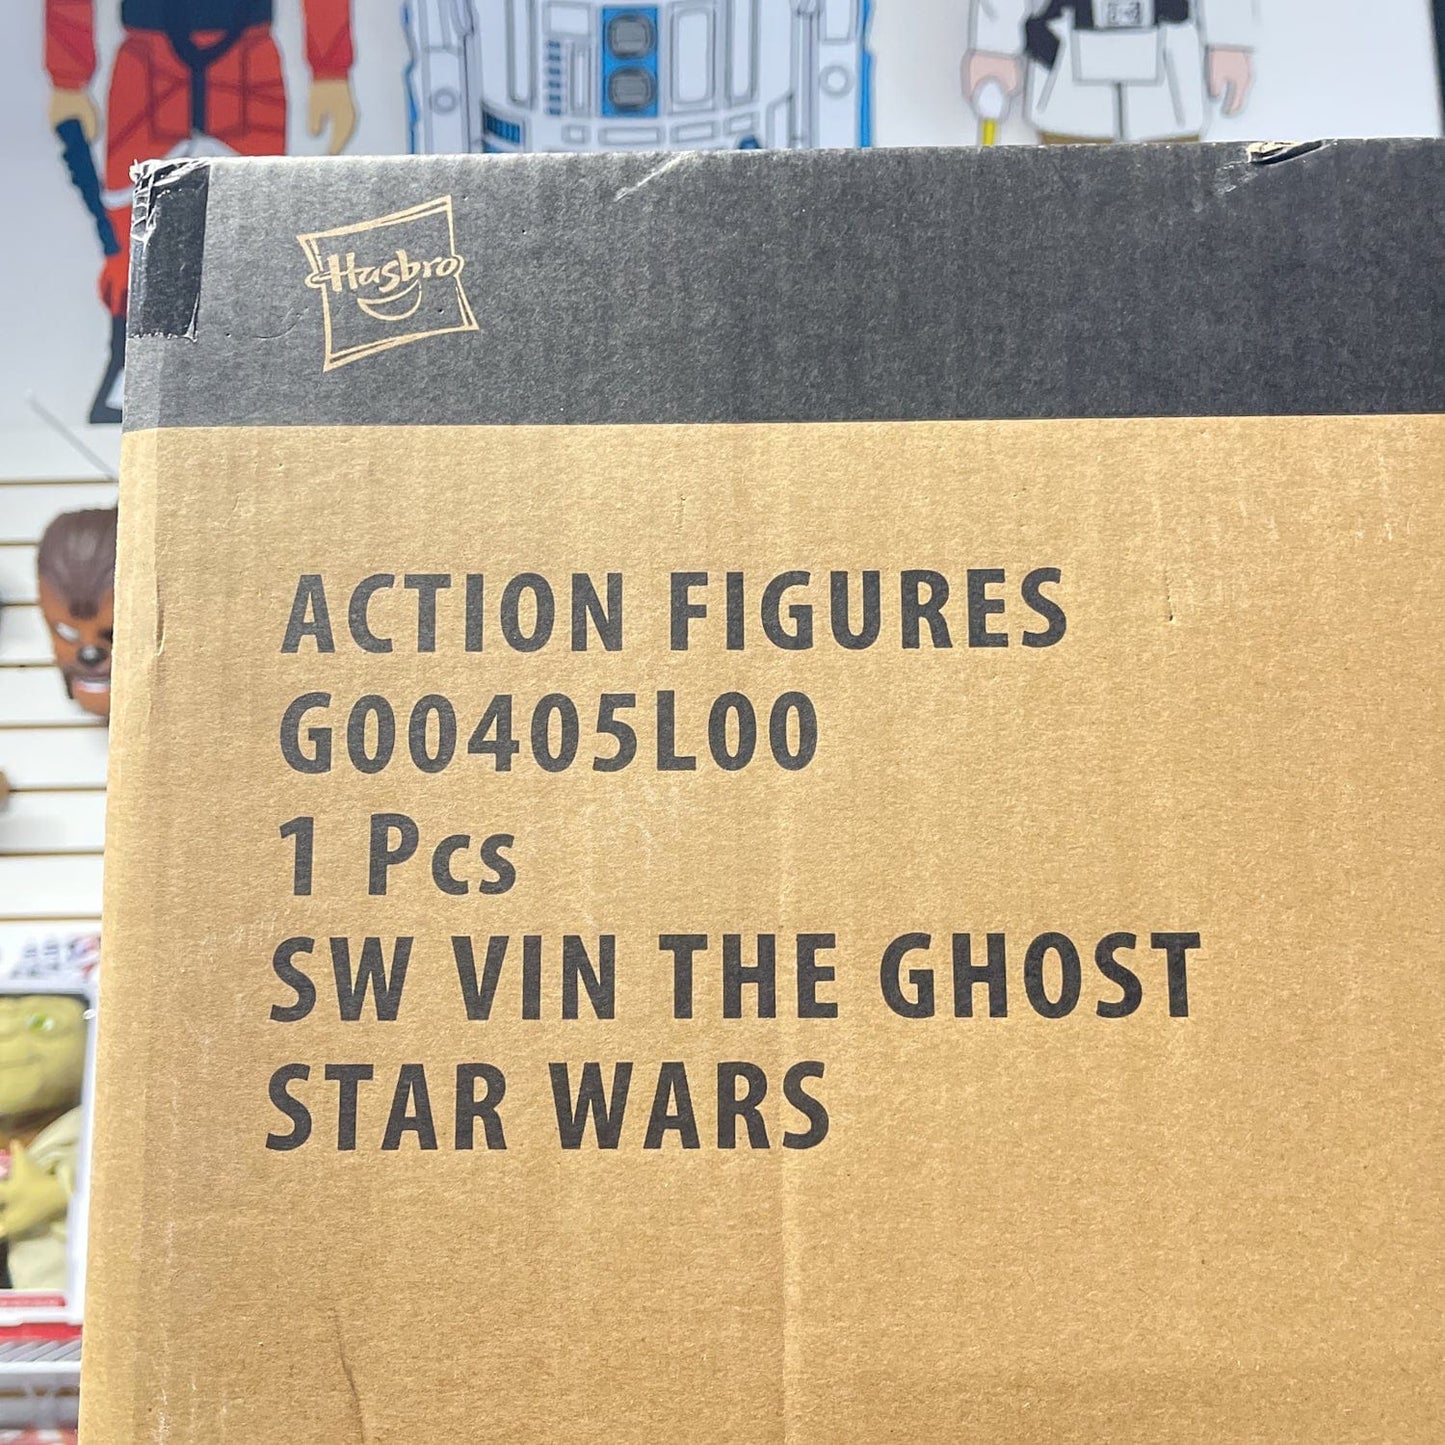 Hasbro
ACTION FIGURES
G00405L00
1 Pcs
SW VIN THE GHOST
STAR WARS